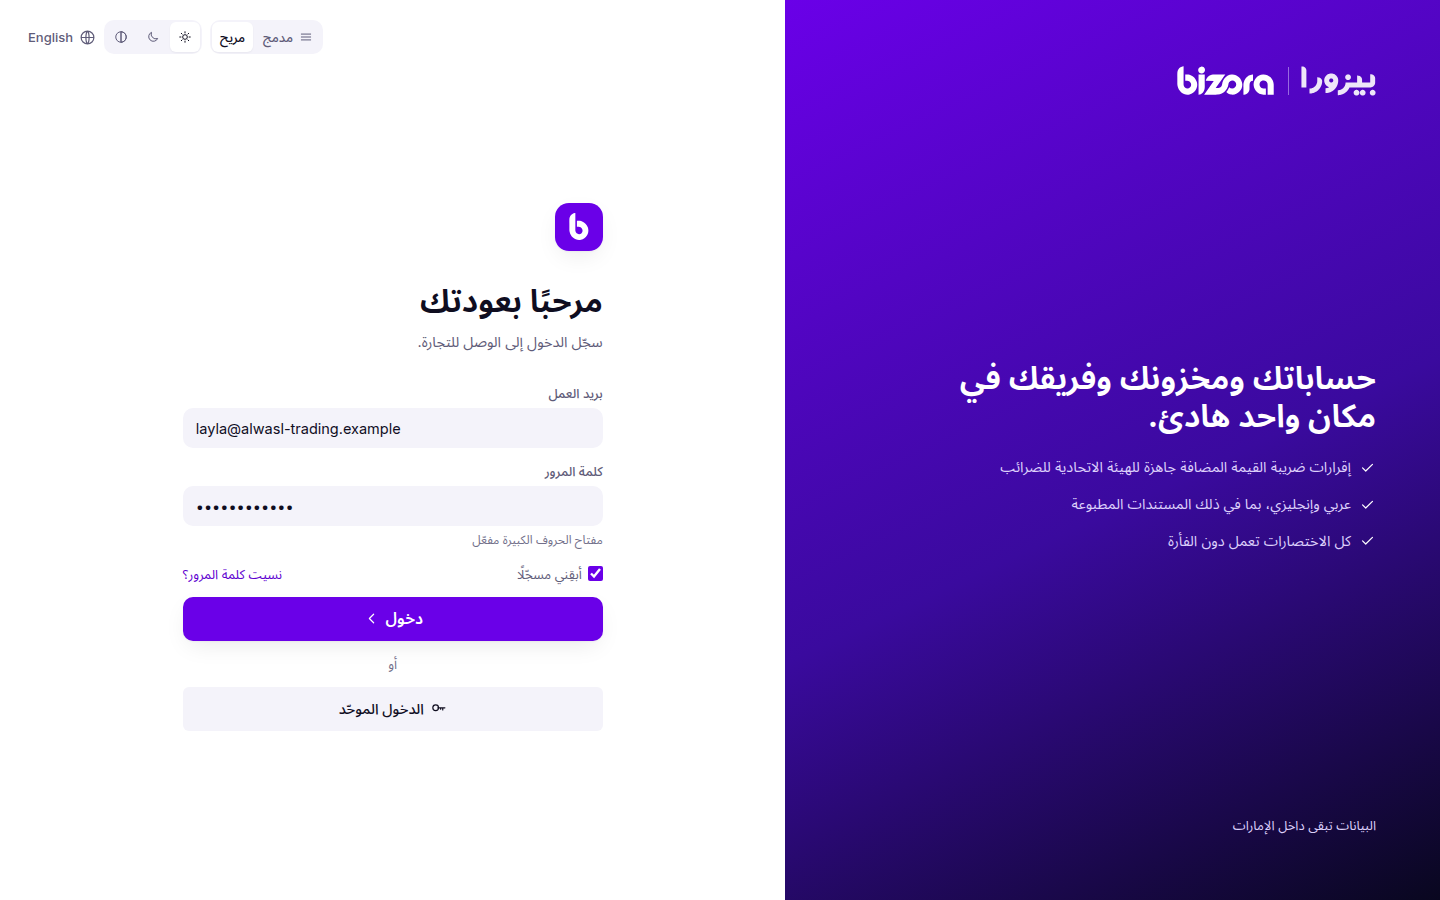 بيزورا | bizora
حساباتك ومخزونك وفريقك في
مكان واحد هادئ.
إقرارات ضريبة القيمة المضافة جاهزة للهيئة الاتحادية للضرائب
عربي وإنجليزي، بما في ذلك المستندات المطبوعة
كل الاختصارات تعمل دون الفأرة
البيانات تبقى داخل الإمارات
مدمج
مريح
English
b
مرحبًا بعودتك
سجّل الدخول إلى الوصل للتجارة.
بريد العمل
layla@alwasl-trading.example
كلمة المرور
••••••••••••
مفتاح الحروف الكبيرة مفعّل
أبقِني مسجّلًا
نسيت كلمة المرور؟
دخول
أو
الدخول الموحّد